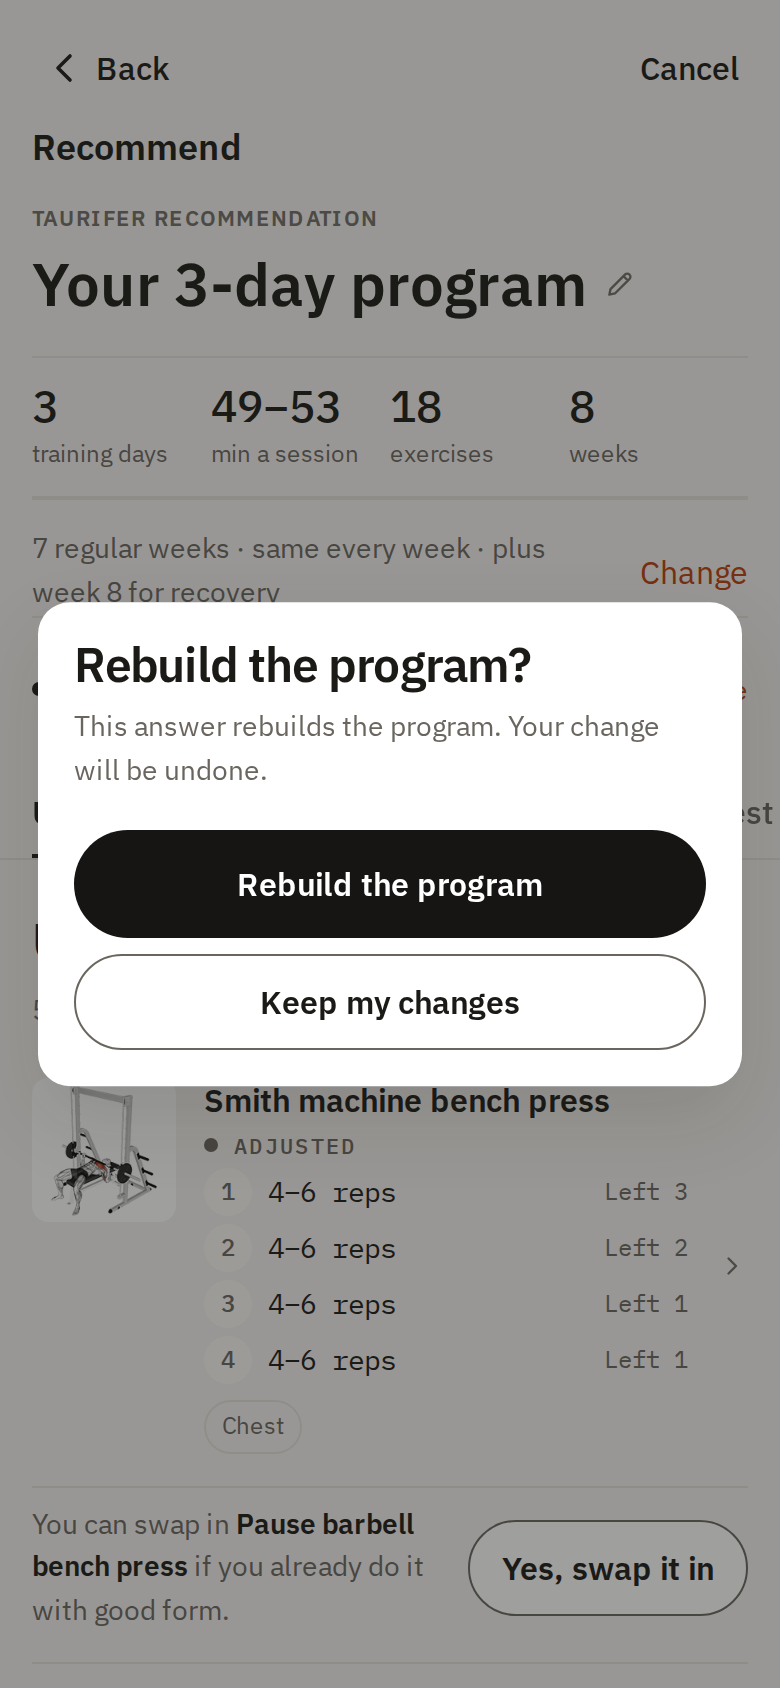 Back
Cancel
Recommend
TAURIFER RECOMMENDATION
Your 3-day program
3
49–53
18
8
training days
min a session
exercises
weeks
7 regular weeks · same every week · plus
week 8 for recovery
Change
Rebuild the program?
This answer rebuilds the program. Your change
will be undone.
Rebuild the program
Keep my changes
Smith machine bench press
ADJUSTED
1 4–6 reps Left 3
2 4–6 reps Left 2
3 4–6 reps Left 1
4 4–6 reps Left 1
Chest
You can swap in Pause barbell
bench press if you already do it
with good form.
Yes, swap it in